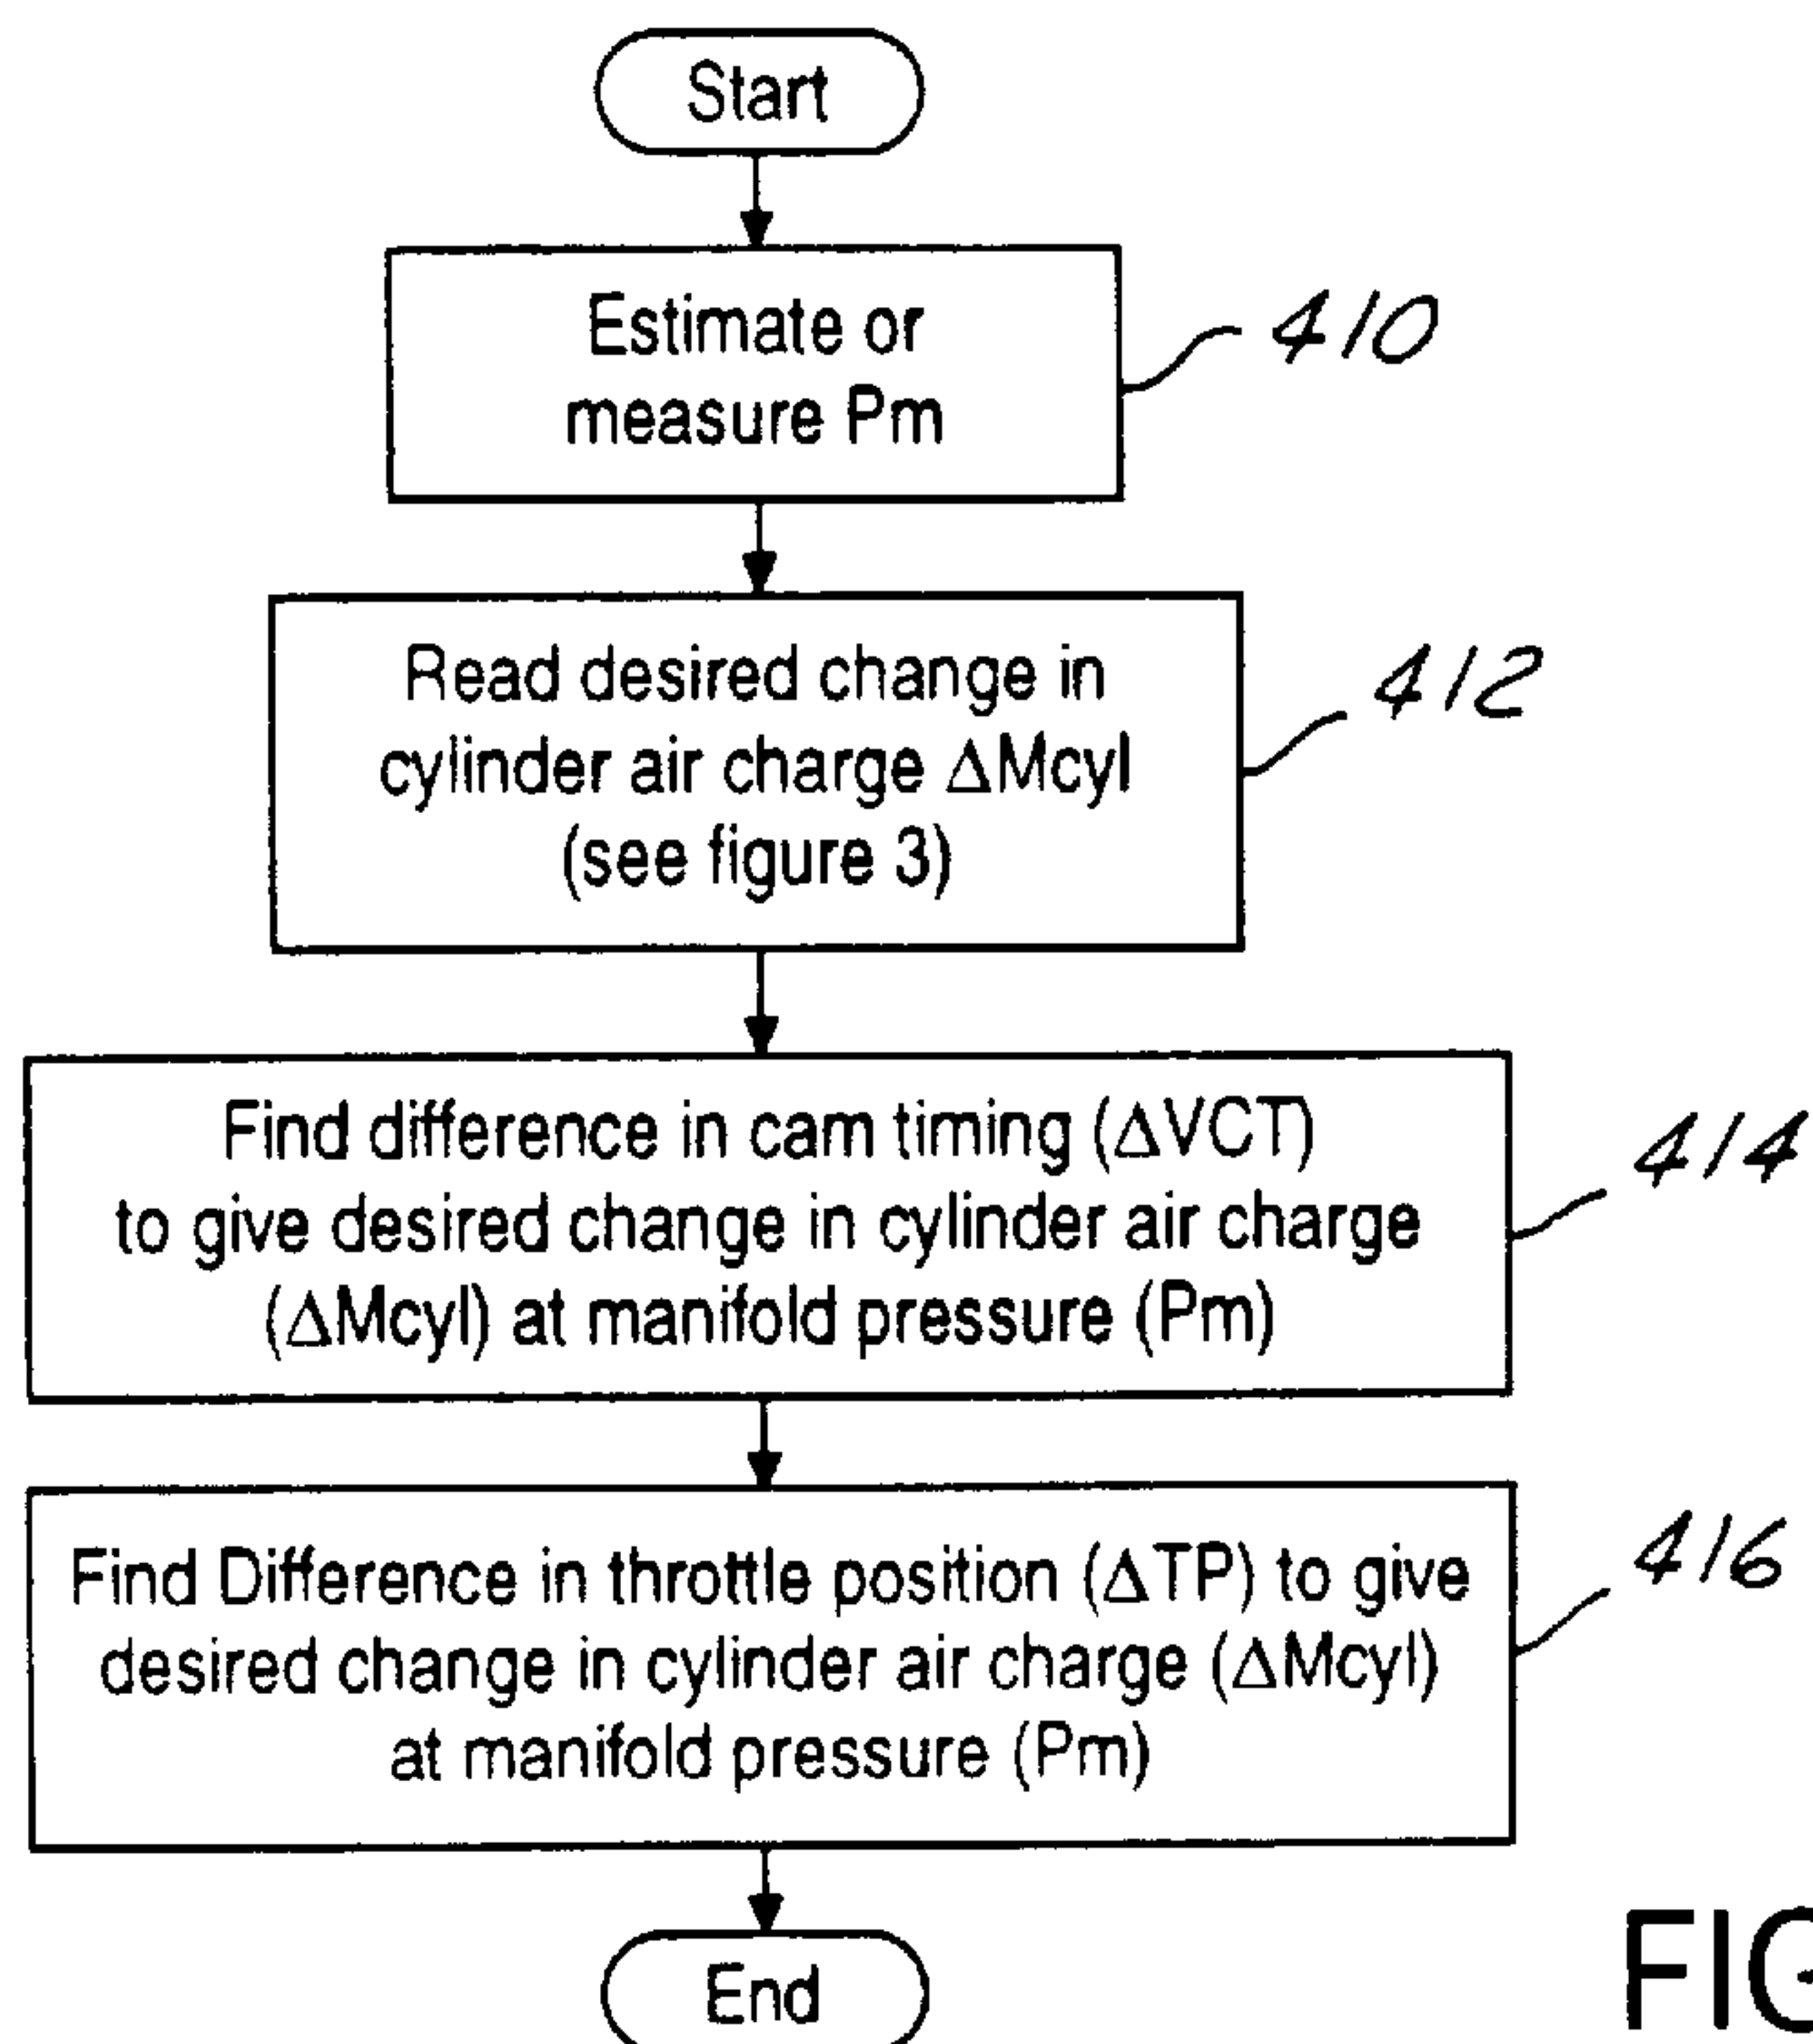 Start
Estimate or
measure Pm
410
Read desired change in
cylinder air charge ΔMcyl
(see figure 3)
412
Find difference in cam timing (ΔVCT)
to give desired change in cylinder air charge
(ΔMcyl) at manifold pressure (Pm)
414
Find Difference in throttle position (ΔTP) to give
desired change in cylinder air charge (ΔMcyl)
at manifold pressure (Pm)
416
End
FIG